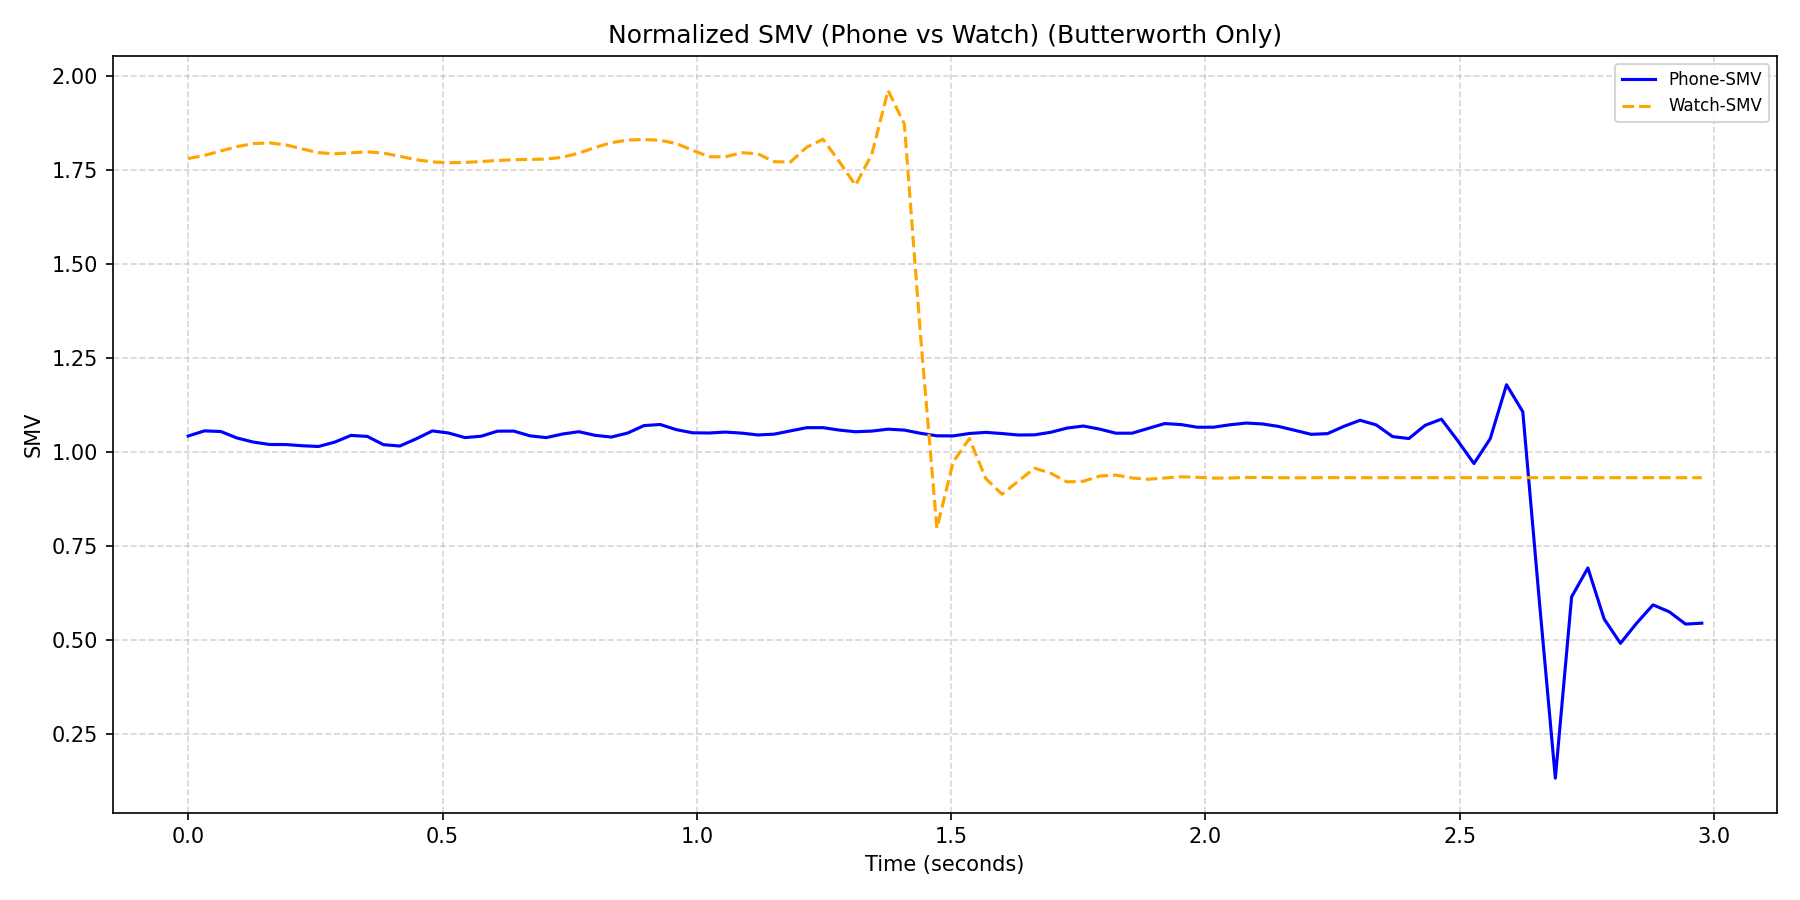 Normalized SMV (Phone vs Watch) (Butterworth Only)
Phone-SMV
Watch-SMV
SMV
2.00
1.75
1.50
1.25
1.00
0.75
0.50
0.25
0.0 0.5 1.0 1.5 2.0 2.5 3.0
Time (seconds)